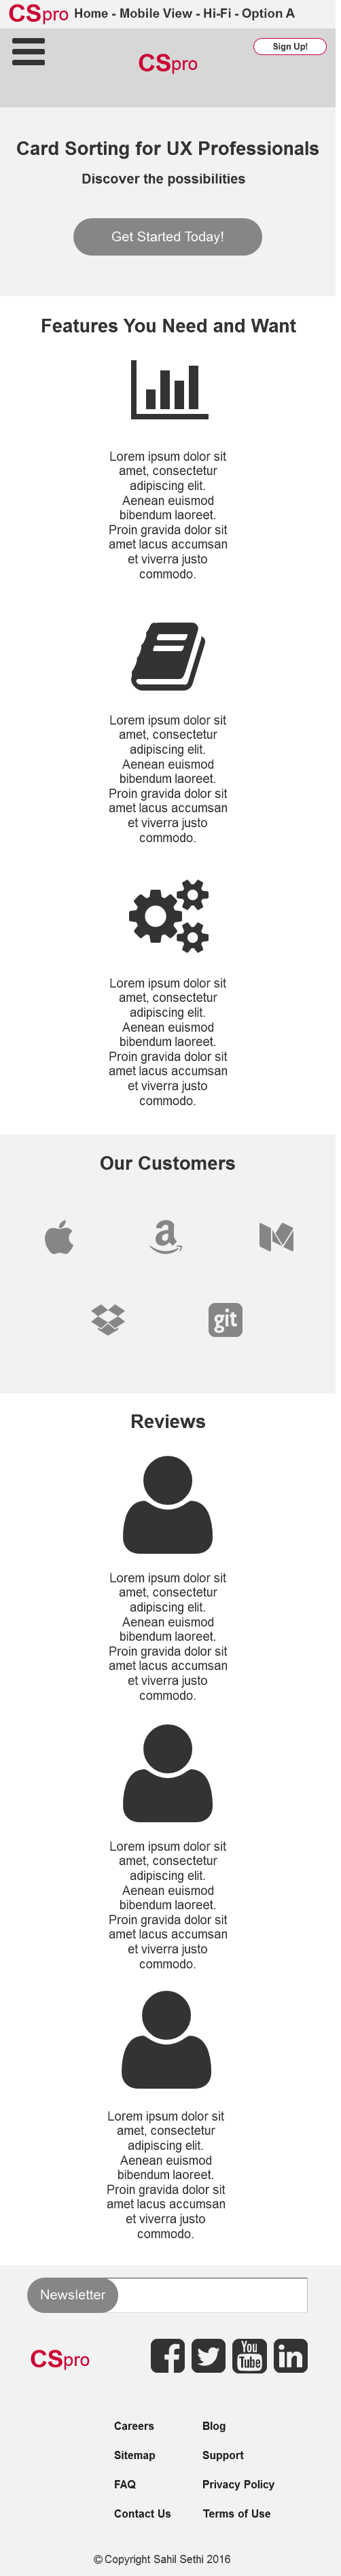 CSpro Home - Mobile View - Hi-Fi - Option A
CSpro
Sign Up!
Card Sorting for UX Professionals
Discover the possibilities
Get Started Today!
Features You Need and Want
Lorem ipsum dolor sit
amet, consectetur
adipiscing elit.
Aenean euismod
bibendum laoreet.
Proin gravida dolor sit
amet lacus accumsan
et viverra justo
commodo.
Lorem ipsum dolor sit
amet, consectetur
adipiscing elit.
Aenean euismod
bibendum laoreet.
Proin gravida dolor sit
amet lacus accumsan
et viverra justo
commodo.
Lorem ipsum dolor sit
amet, consectetur
adipiscing elit.
Aenean euismod
bibendum laoreet.
Proin gravida dolor sit
amet lacus accumsan
et viverra justo
commodo.
Our Customers
git
Reviews
Lorem ipsum dolor sit
amet, consectetur
adipiscing elit.
Aenean euismod
bibendum laoreet.
Proin gravida dolor sit
amet lacus accumsan
et viverra justo
commodo.
Lorem ipsum dolor sit
amet, consectetur
adipiscing elit.
Aenean euismod
bibendum laoreet.
Proin gravida dolor sit
amet lacus accumsan
et viverra justo
commodo.
Lorem ipsum dolor sit
amet, consectetur
adipiscing elit.
Aenean euismod
bibendum laoreet.
Proin gravida dolor sit
amet lacus accumsan
et viverra justo
commodo.
Newsletter
CSpro
You
Tube
in
Careers
Blog
Sitemap
Support
FAQ
Privacy Policy
Contact Us
Terms of Use
© Copyright Sahil Sethi 2016